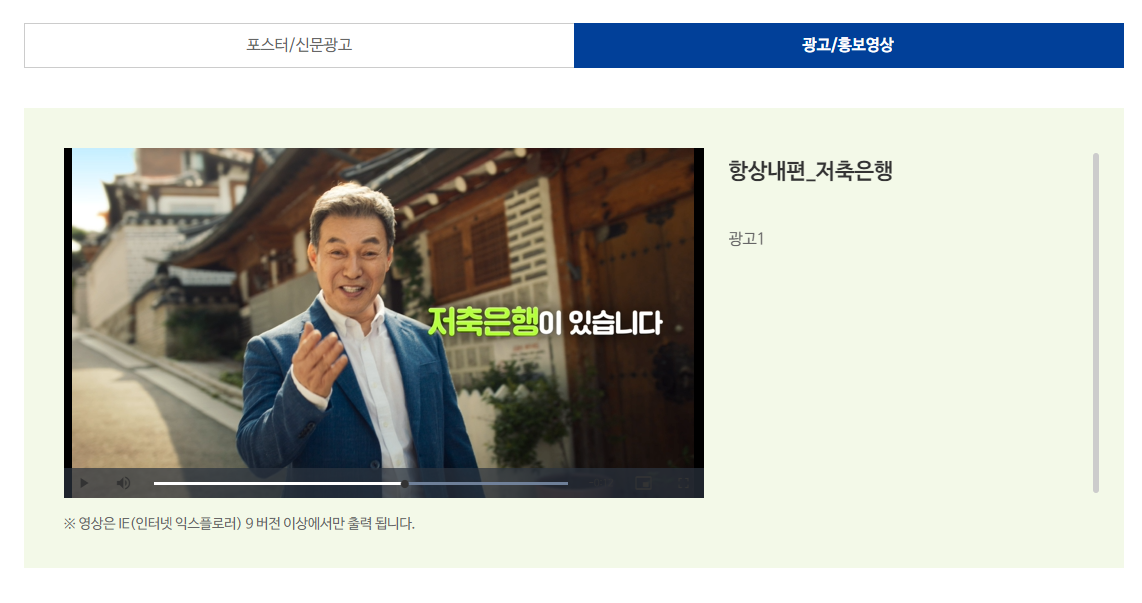 포스터/신문광고
광고/홍보영상
저축은행이 있습니다
항상내편_저축은행
광고1
※ 영상은 IE(인터넷 익스플로러) 9 버전 이상에서만 출력 됩니다.